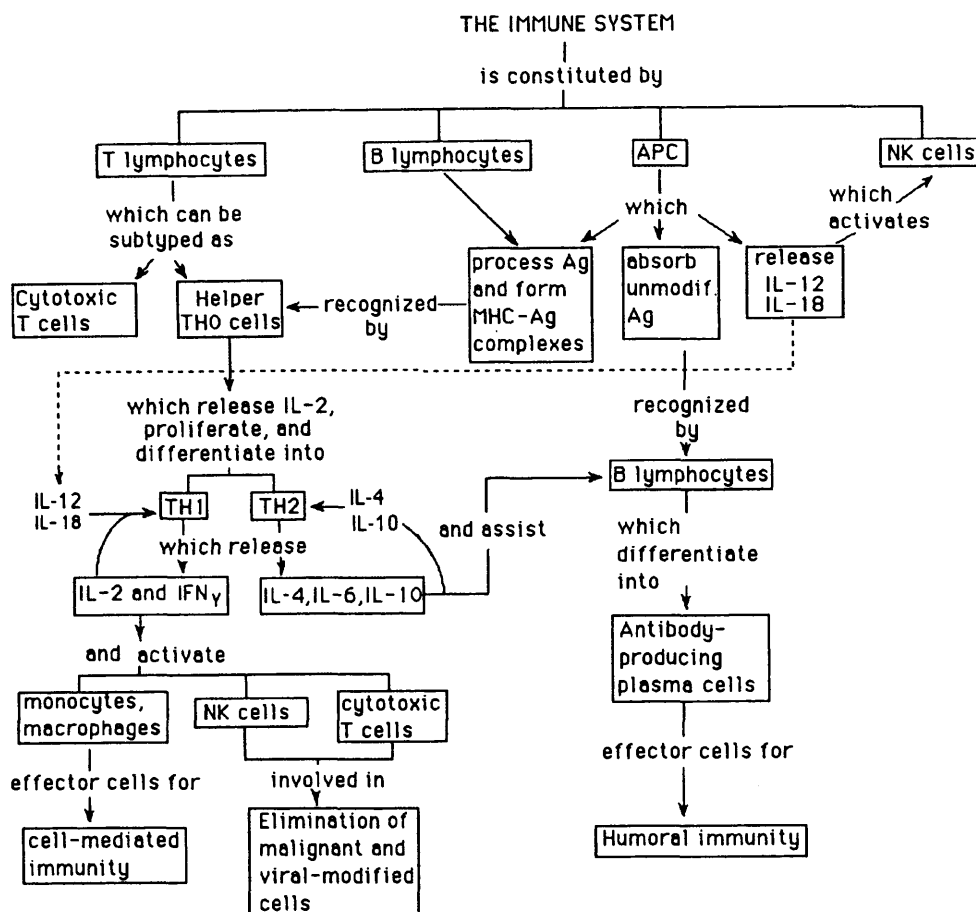 THE IMMUNE SYSTEM
is constituted by
T lymphocytes
B lymphocytes
APC
NK cells
which can be
subtyped as
which
which
activates
Cytotoxic
T cells
Helper
THO cells
recognized
by
process Ag
and form
MHC-Ag
complexes
absorb
unmodif.
Ag
release
IL-12
IL-18
which release IL-2,
proliferate, and
differentiate into
recognized
by
B lymphocytes
IL-12
IL-18
TH1
TH2
IL-4
IL-10
and assist
which release
which
differentiate
into
IL-2 and IFNγ
IL-4,IL-6,IL-10
Antibody-
producing
plasma cells
and activate
monocytes,
macrophages
NK cells
cytotoxic
T cells
effector cells for
involved in
effector cells for
cell-mediated
immunity
Elimination of
malignant and
viral-modified
cells
Humoral immunity